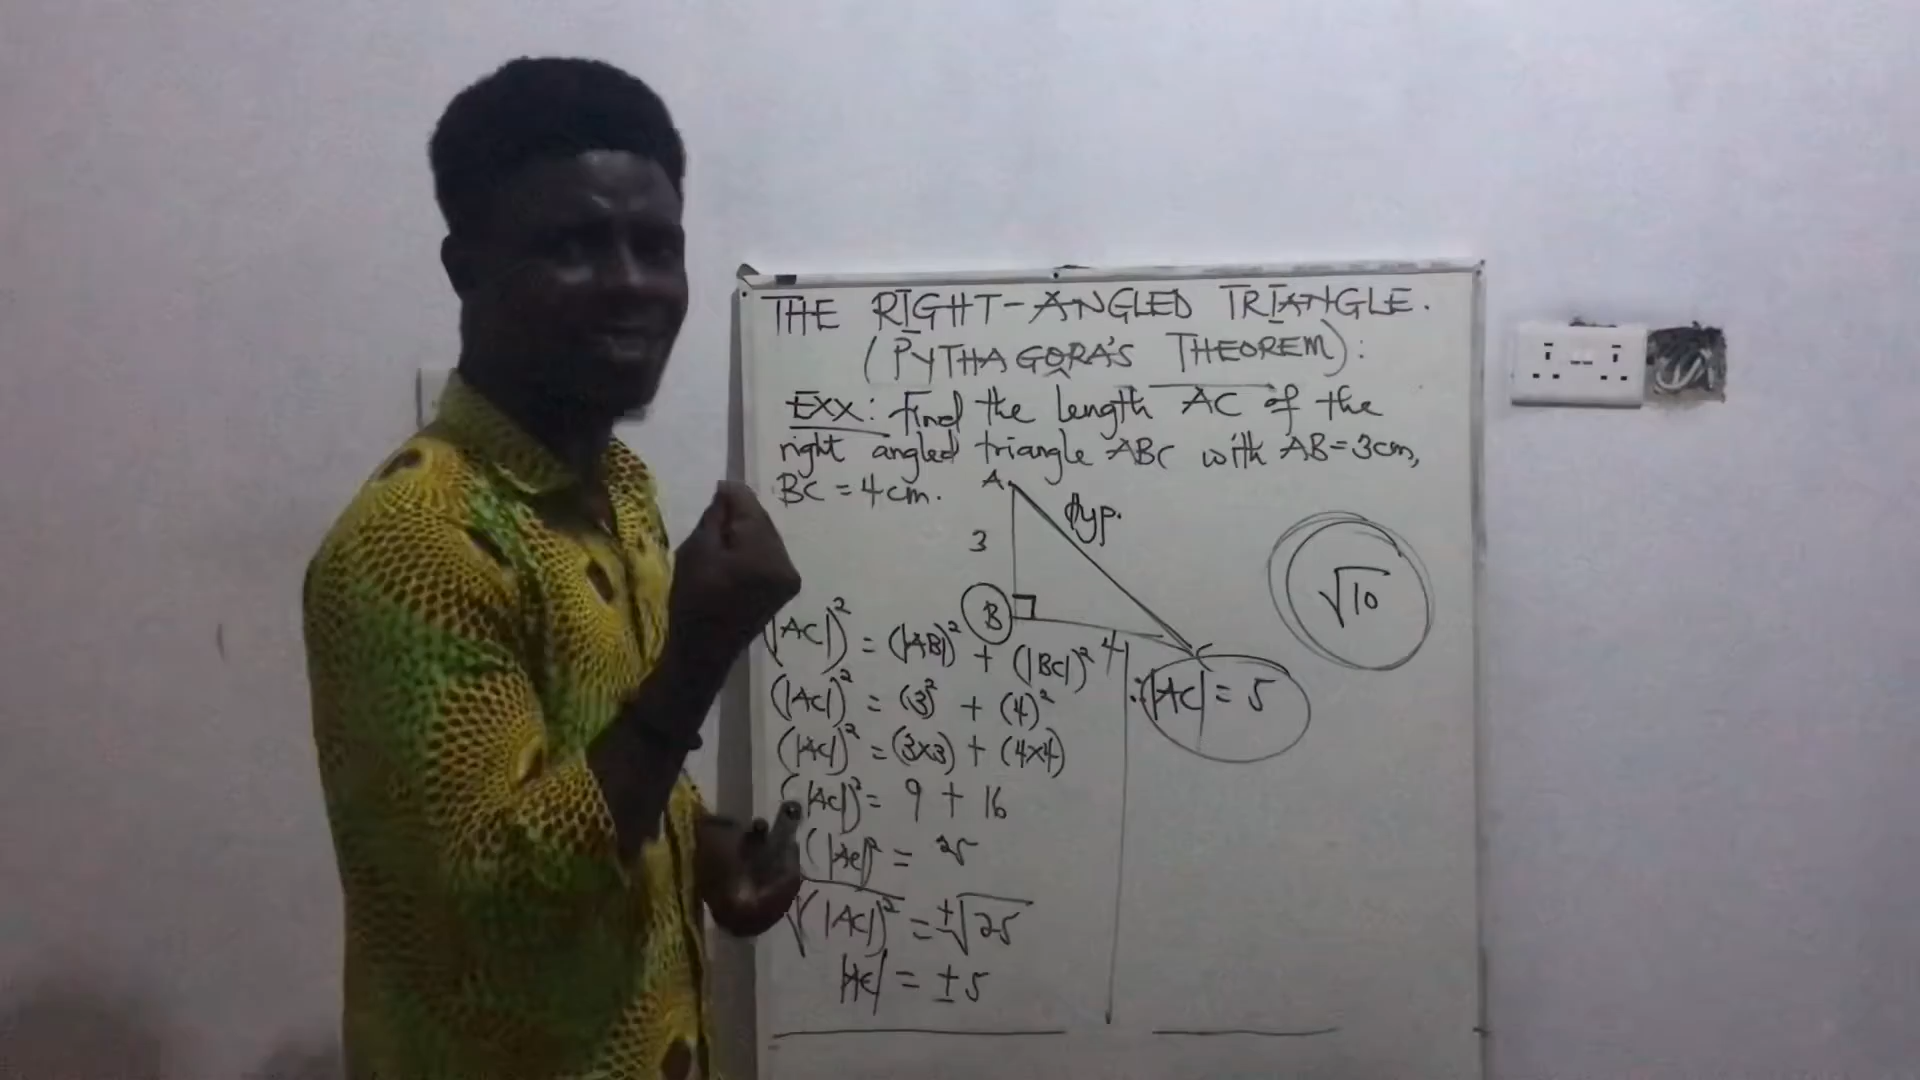 THE RIGHT-ANGLED TRIANGLE.
(PYTHAGORA'S THEOREM):
Exx: Find the length AC of the
right angled triangle ABC with AB=3cm,
BC = 4cm.
A
hyp.
3
B
4
C
√10
(|AC|)² = (|AB|)² + (|BC|)²
(|AC|)² = (3)² + (4)²
(|AC|)² = (3x3) + (4x4)
(|AC|)² = 9 + 16
(|AC|)² = 25
√(|AC|)² = ±√25
|AC| = ±5
∴|AC| = 5